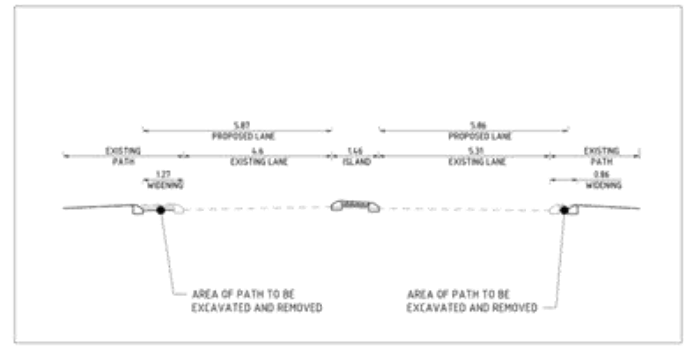 5.87
PROPOSED LANE
5.86
PROPOSED LANE
EXISTING
PATH
4.6
EXISTING LANE
1.46
ISLAND
5.31
EXISTING LANE
EXISTING
PATH
1.27
WIDENING
0.86
WIDENING
AREA OF PATH TO BE
EXCAVATED AND REMOVED
AREA OF PATH TO BE
EXCAVATED AND REMOVED